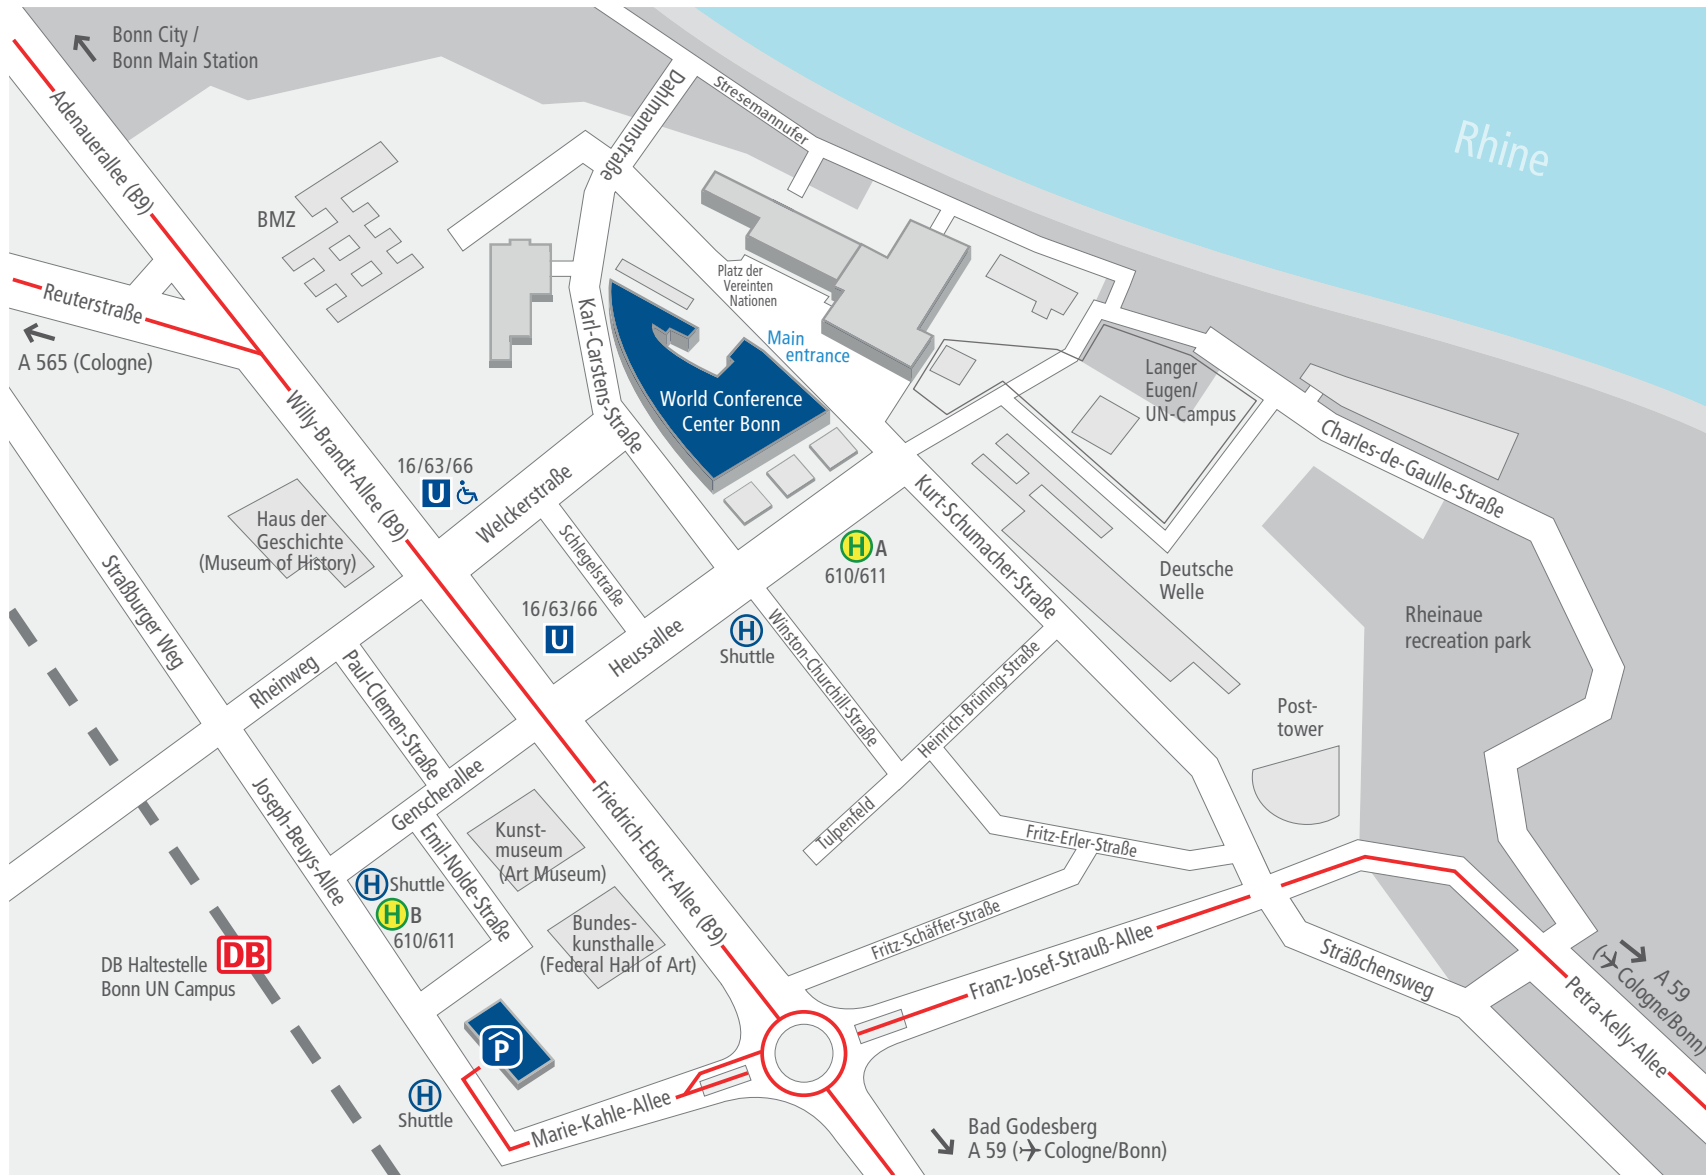 Bonn City /
Bonn Main Station
Adenauerallee (B9)
Dahlmannstraße
Stresemannufer
Rhine
BMZ
Reuterstraße
A 565 (Cologne)
Platz der
Vereinten
Nationen
Main
entrance
Karl-Carstens-Straße
World Conference
Center Bonn
Langer
Eugen/
UN-Campus
Charles-de-Gaulle-Straße
Willy-Brandt-Allee (B9)
16/63/66
U
Welckerstraße
Haus der
Geschichte
(Museum of History)
Schlegelstraße
Kurt-Schumacher-Straße
H A
610/611
Deutsche
Welle
Straßburger Weg
16/63/66
U
Heussallee
H
Shuttle
Winston-Churchill-Straße
Heinrich-Brüning-Straße
Rheinaue
recreation park
Rheinweg
Paul-Clemen-Straße
Post-
tower
Genscherallee
Joseph-Beuys-Allee
Friedrich-Ebert-Allee (B9)
Tulpenfeld
Fritz-Erler-Straße
Kunst-
museum
(Art Museum)
Emil-Nolde-Straße
H Shuttle
H B
610/611
Bundes-
kunsthalle
(Federal Hall of Art)
Fritz-Schäffer-Straße
Franz-Josef-Strauß-Allee
Sträßchensweg
DB Haltestelle
Bonn UN Campus
DB
A 59
(Cologne/Bonn)
Petra-Kelly-Allee
P
H
Shuttle
Marie-Kahle-Allee
Bad Godesberg
A 59 (Cologne/Bonn)